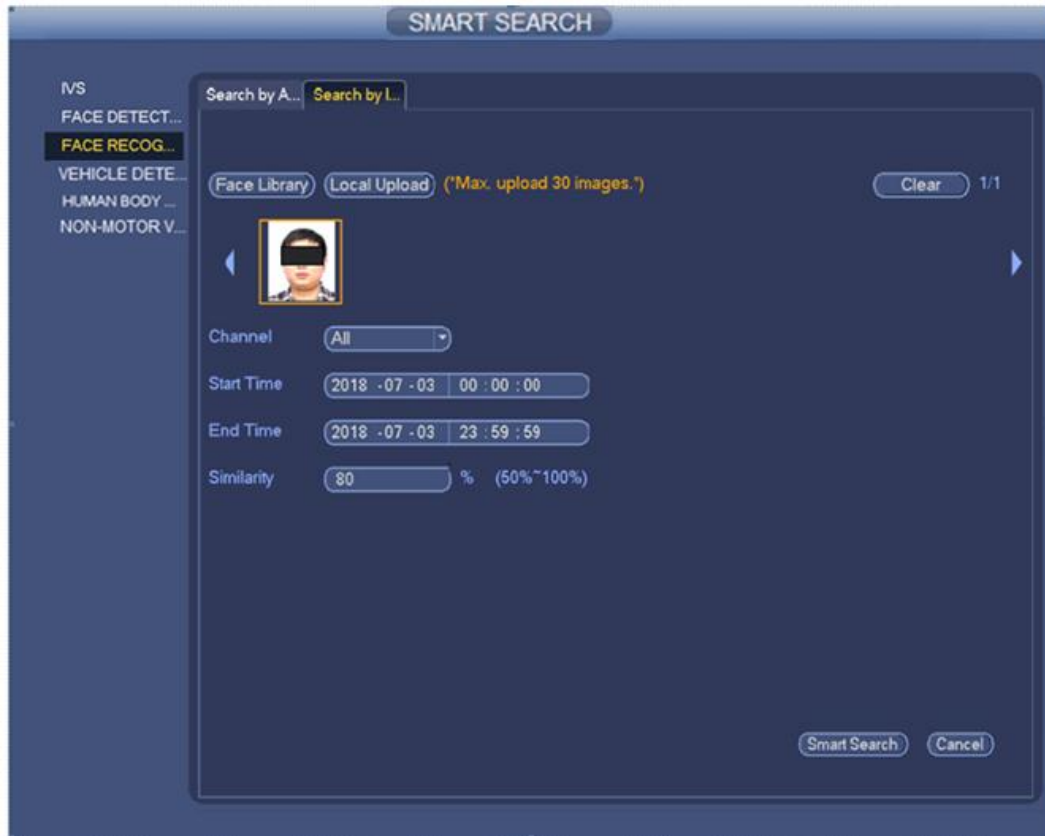 SMART SEARCH
IVS
FACE DETECT...
FACE RECOG...
VEHICLE DETE...
HUMAN BODY ...
NON-MOTOR V...
Search by A... Search by I...
Face Library Local Upload ("Max. upload 30 images.") Clear 1/1
Channel All
Start Time 2018 -07 -03 00 : 00 : 00
End Time 2018 -07 -03 23 : 59 : 59
Similarity 80 % (50%~100%)
Smart Search Cancel